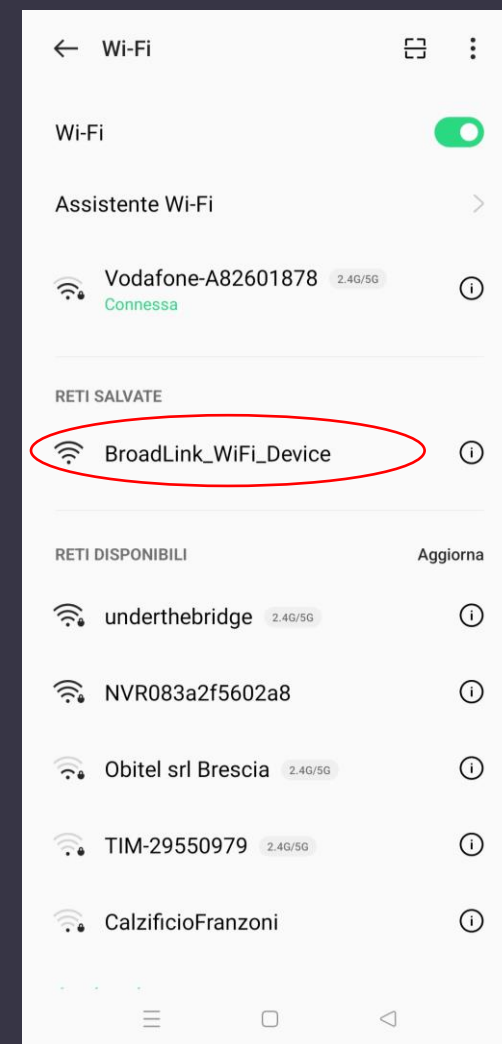 Wi-Fi
Wi-Fi
Assistente Wi-Fi
Vodafone-A82601878 2.4G/5G
Connessa
RETI SALVATE
BroadLink_WiFi_Device
RETI DISPONIBILI Aggiorna
underthebridge 2.4G/5G
NVR083a2f5602a8
Obitel srl Brescia 2.4G/5G
TIM-29550979 2.4G/5G
CalzificioFranzoni